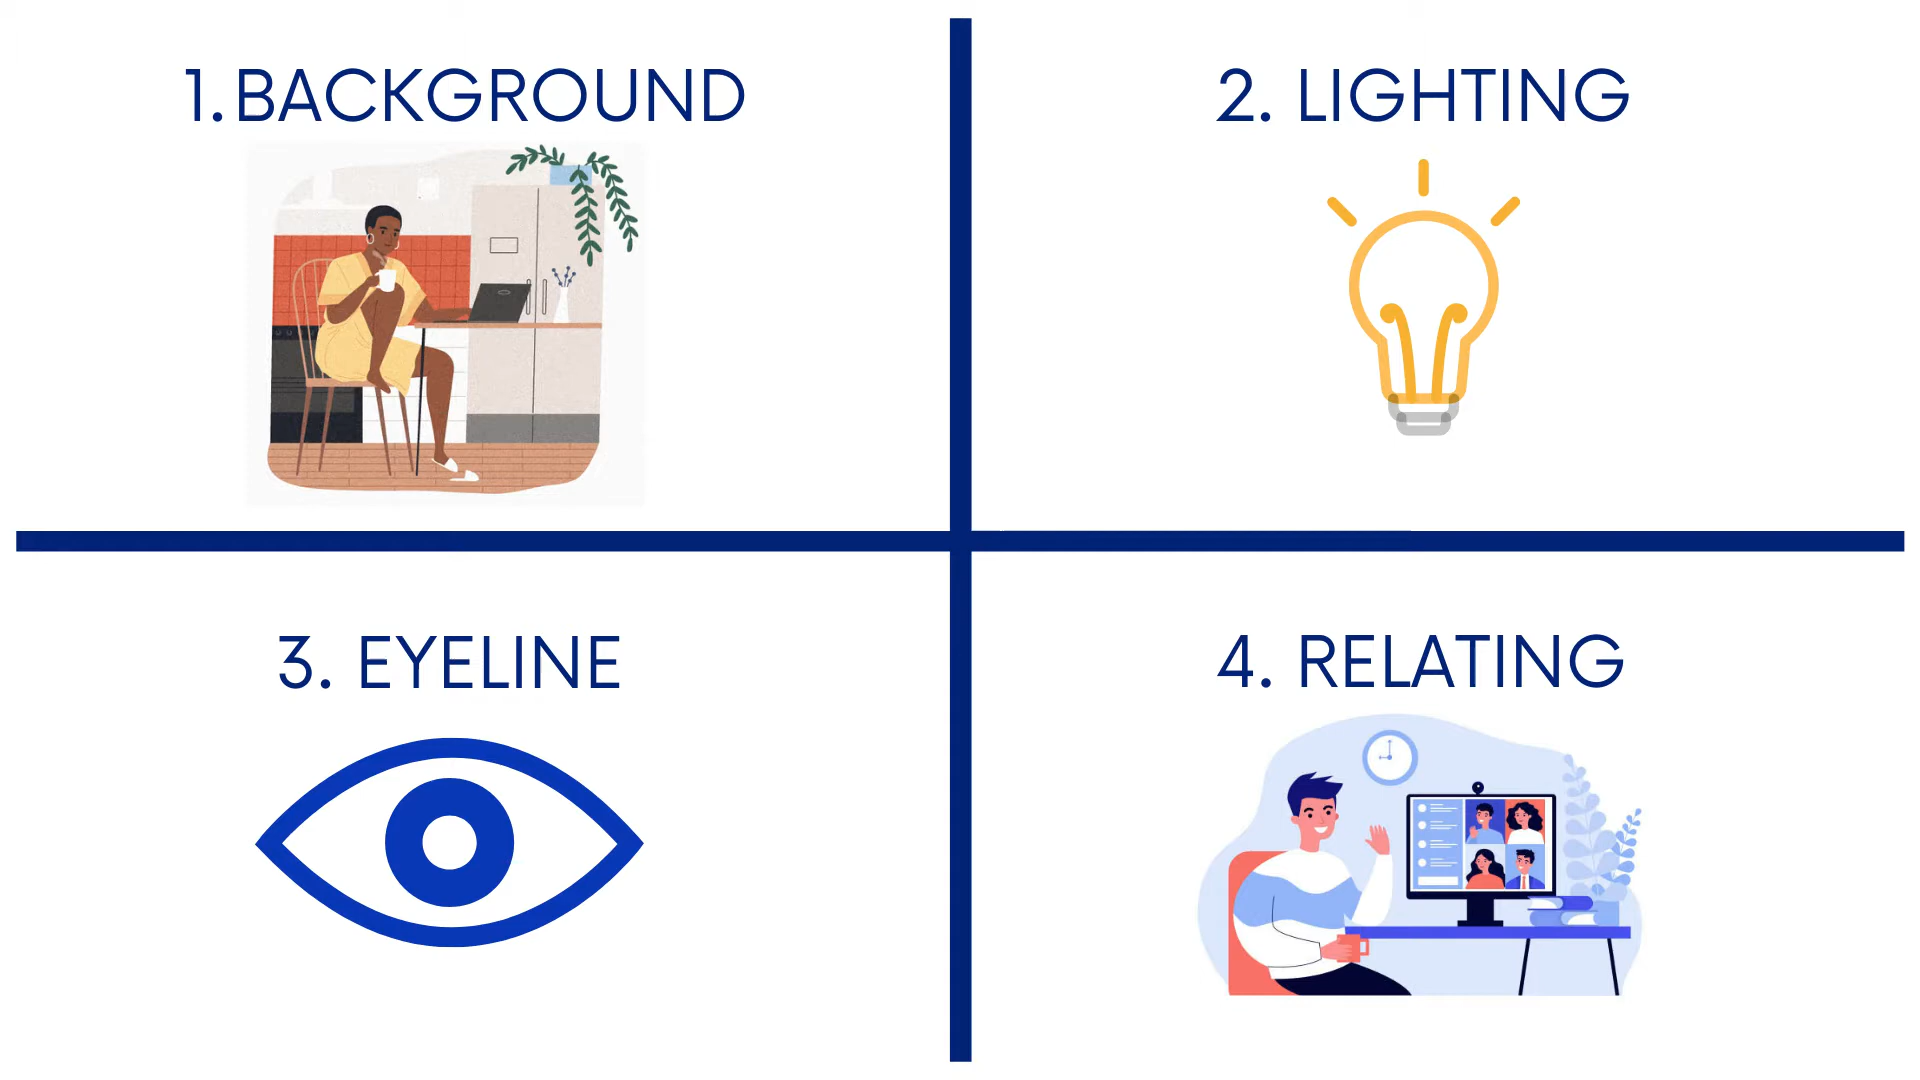 1. BACKGROUND
2. LIGHTING
3. EYELINE
4. RELATING